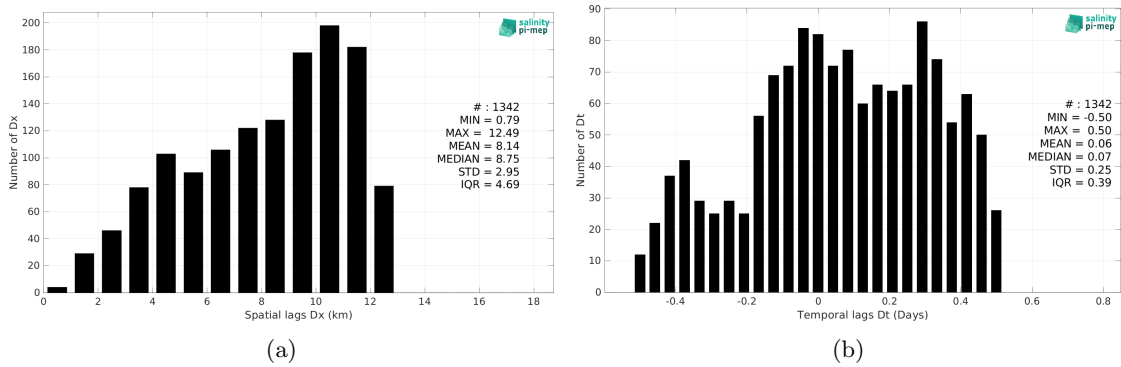 salinity
pi-mep
200
180
160
140
120
100
80
60
40
20
0
Number of Dx
# : 1342
MIN = 0.79
MAX = 12.49
MEAN = 8.14
MEDIAN = 8.75
STD = 2.95
IQR = 4.69
0 2 4 6 8 10 12 14 16 18
Spatial lags Dx (km)
(a)
salinity
pi-mep
90
80
70
60
50
40
30
20
10
0
Number of Dt
# : 1342
MIN = -0.50
MAX = 0.50
MEAN = 0.06
MEDIAN = 0.07
STD = 0.25
IQR = 0.39
-0.4 -0.2 0 0.2 0.4 0.6 0.8
Temporal lags Dt (Days)
(b)